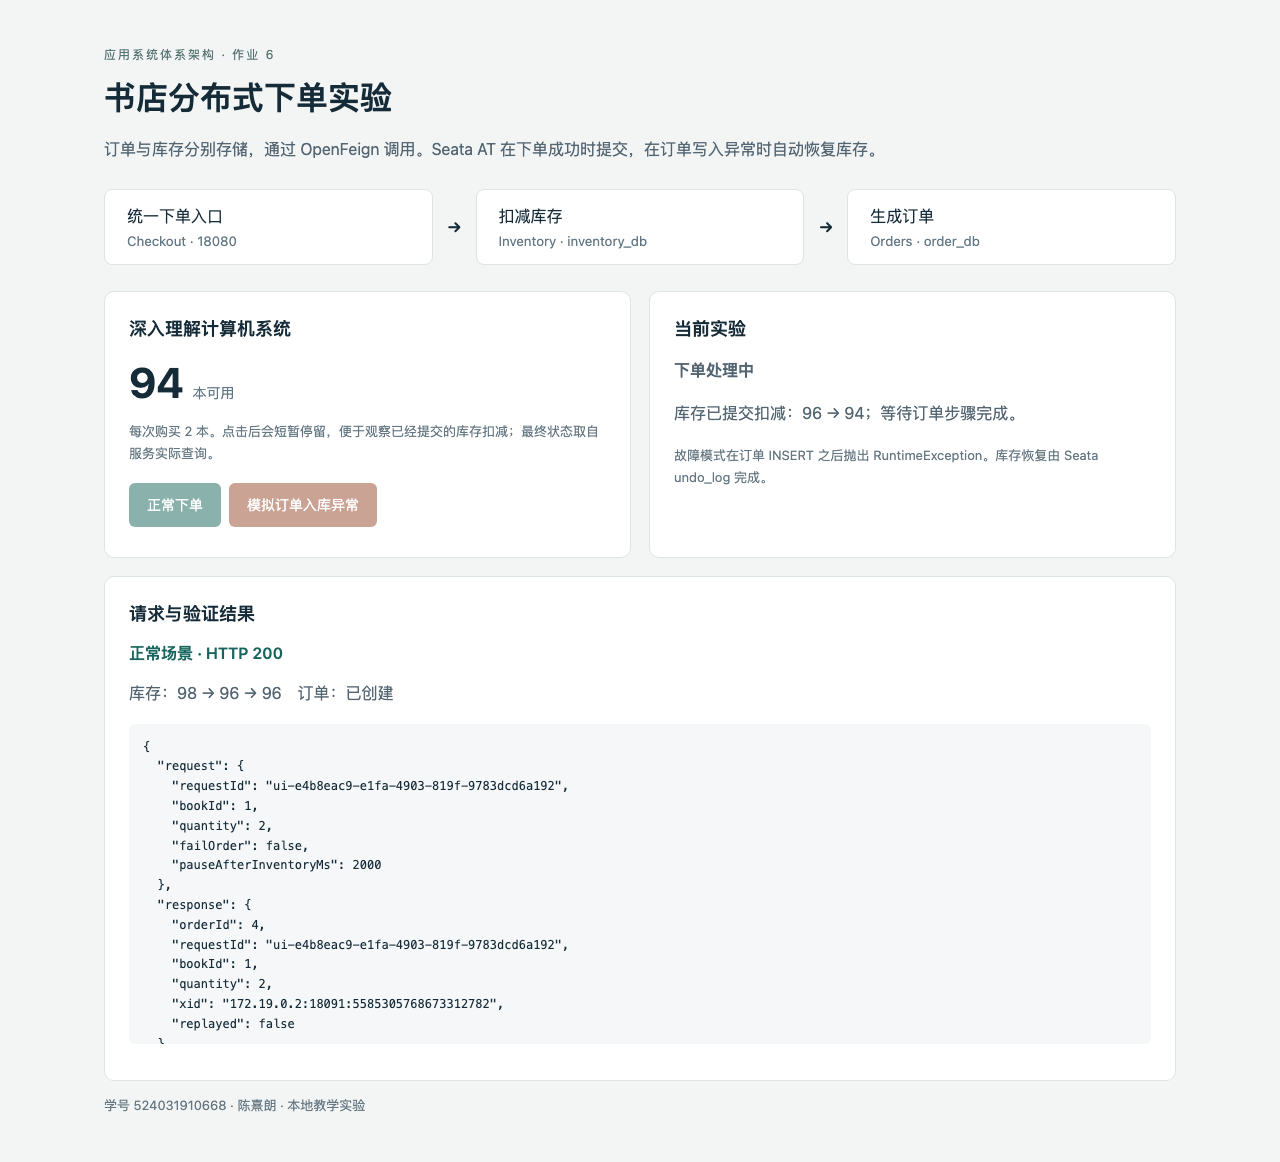 应用系统体系架构 · 作业 6
书店分布式下单实验
订单与库存分别存储，通过 OpenFeign 调用。Seata AT 在下单成功时提交，在订单写入异常时自动恢复库存。
统一下单入口
Checkout · 18080
→
扣减库存
Inventory · inventory_db
→
生成订单
Orders · order_db
深入理解计算机系统
94 本可用
每次购买 2 本。点击后会短暂停留，便于观察已经提交的库存扣减；最终状态取自
服务实际查询。
正常下单
模拟订单入库异常
当前实验
下单处理中
库存已提交扣减：96 → 94；等待订单步骤完成。
故障模式在订单 INSERT 之后抛出 RuntimeException。库存恢复由 Seata
undo_log 完成。
请求与验证结果
正常场景 · HTTP 200
库存：98 → 96 → 96 订单：已创建
{
  "request": {
    "requestId": "ui-e4b8eac9-e1fa-4903-819f-9783dcd6a192",
    "bookId": 1,
    "quantity": 2,
    "failOrder": false,
    "pauseAfterInventoryMs": 2000
  },
  "response": {
    "orderId": 4,
    "requestId": "ui-e4b8eac9-e1fa-4903-819f-9783dcd6a192",
    "bookId": 1,
    "quantity": 2,
    "xid": "172.19.0.2:18091:5585305768673312782",
    "replayed": false
  }
学号 524031910668 · 陈熹朗 · 本地教学实验